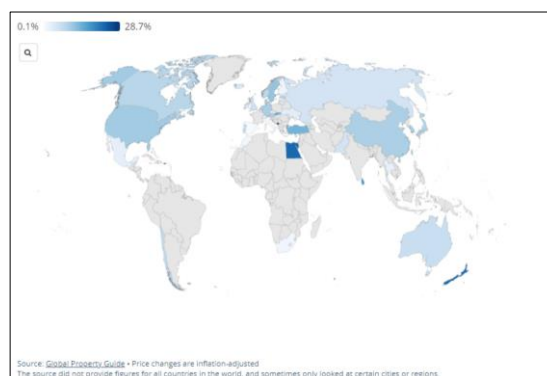 0.1% 28.7%
Source: Global Property Guide • Price changes are inflation-adjusted
The source did not provide figures for all countries in the world, and sometimes only looked at certain cities or regions.